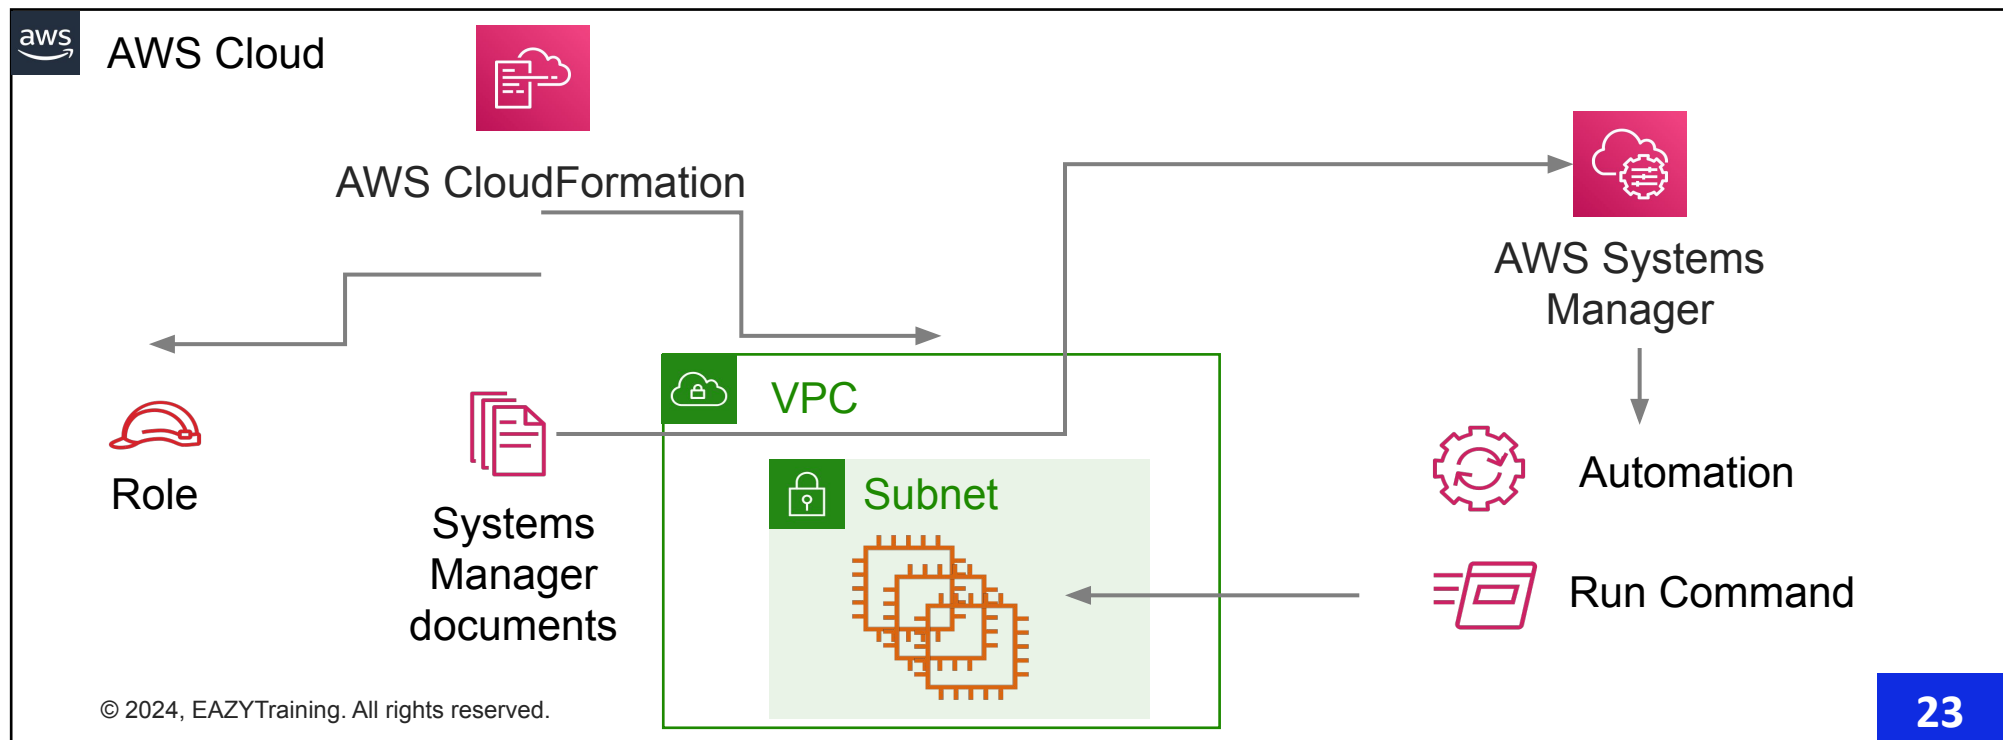 aws
AWS Cloud
AWS CloudFormation
AWS Systems
Manager
VPC
Role
Subnet
Automation
Systems
Manager
documents
Run Command
© 2024, EAZYTraining. All rights reserved.
23